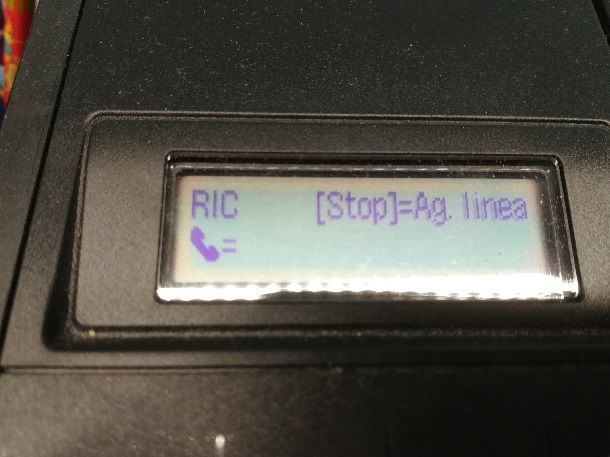 RIC [Stop]=Ag. linea
=